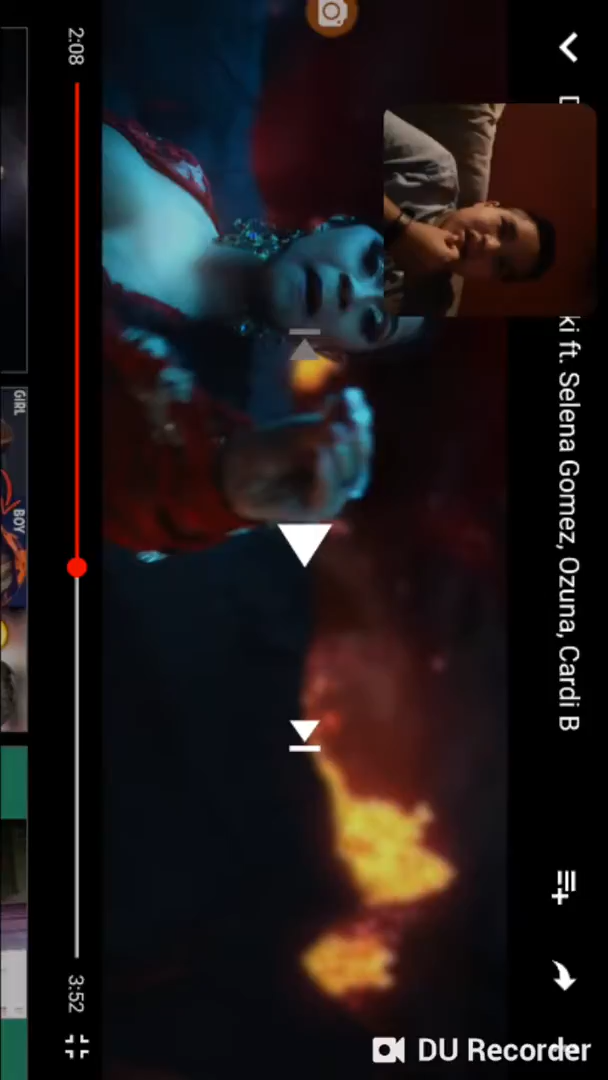 ki ft. Selena Gomez, Ozuna, Cardi B
2:08
3:52
GIRL
BOY
DU Recorder